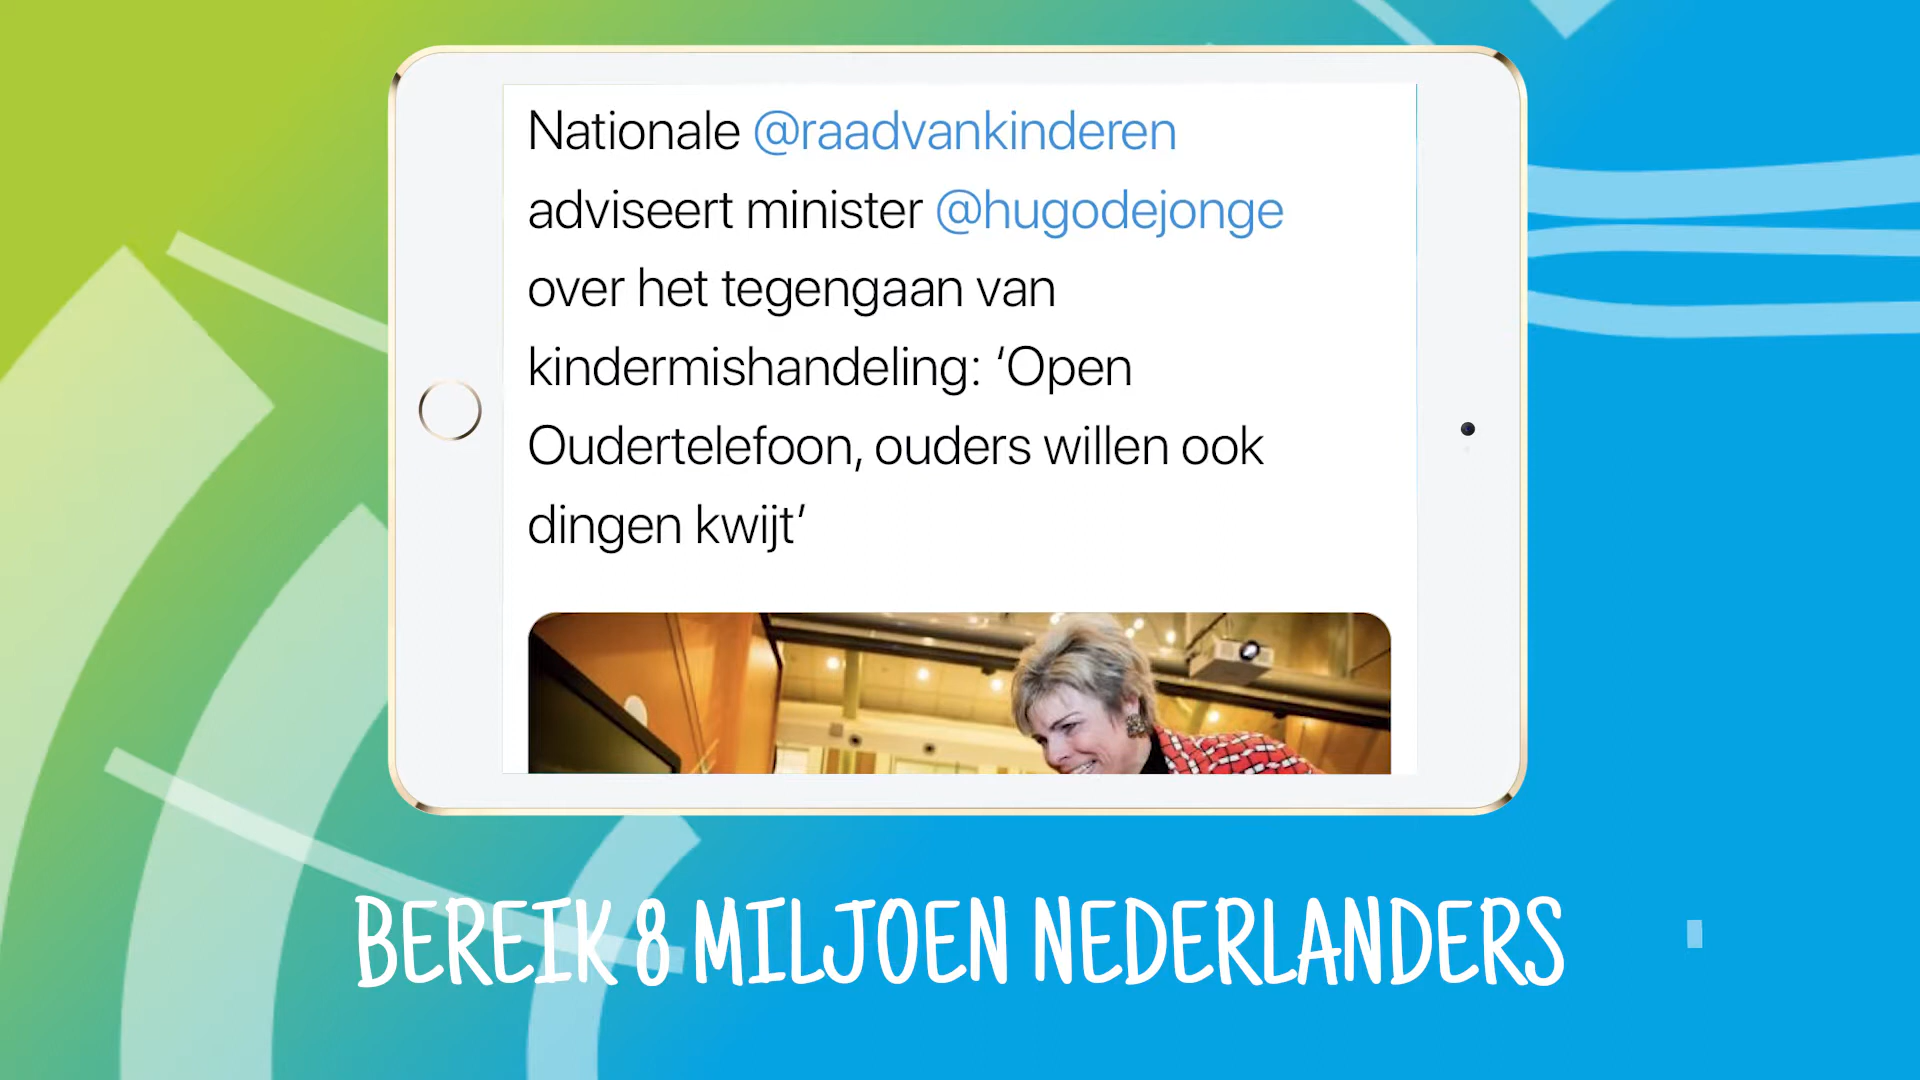 Nationale @raadvankinderen
adviseert minister @hugodejonge
over het tegengaan van
kindermishandeling: ‘Open
Oudertelefoon, ouders willen ook
dingen kwijt’
BEREIK 8 MILJOEN NEDERLANDERS